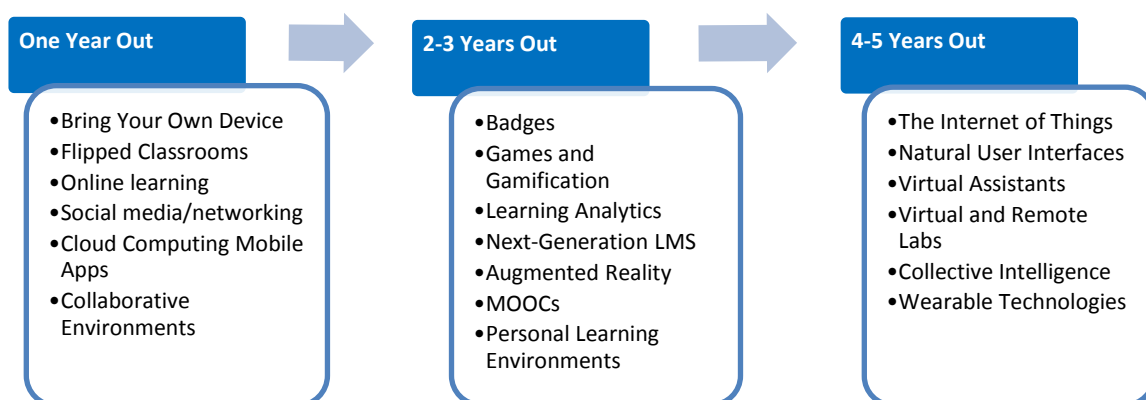 One Year Out
•Bring Your Own Device
•Flipped Classrooms
•Online learning
•Social media/networking
•Cloud Computing Mobile
Apps
•Collaborative
Environments
2-3 Years Out
•Badges
•Games and
Gamification
•Learning Analytics
•Next-Generation LMS
•Augmented Reality
•MOOCs
•Personal Learning
Environments
4-5 Years Out
•The Internet of Things
•Natural User Interfaces
•Virtual Assistants
•Virtual and Remote
Labs
•Collective Intelligence
•Wearable Technologies